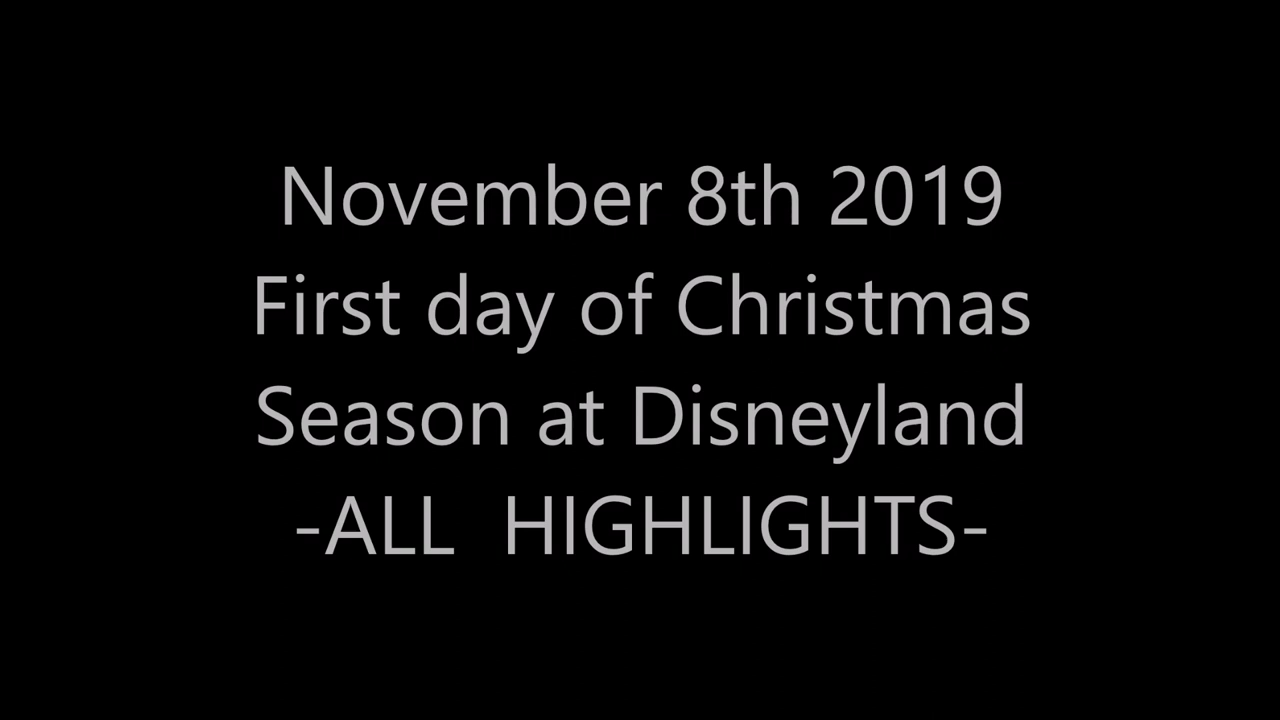 November 8th 2019
First day of Christmas
Season at Disneyland
-ALL  HIGHLIGHTS-